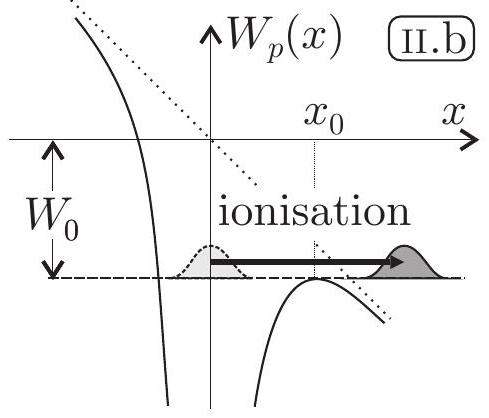 W_p(x)
II.b
x_0
x
W_0
ionisation